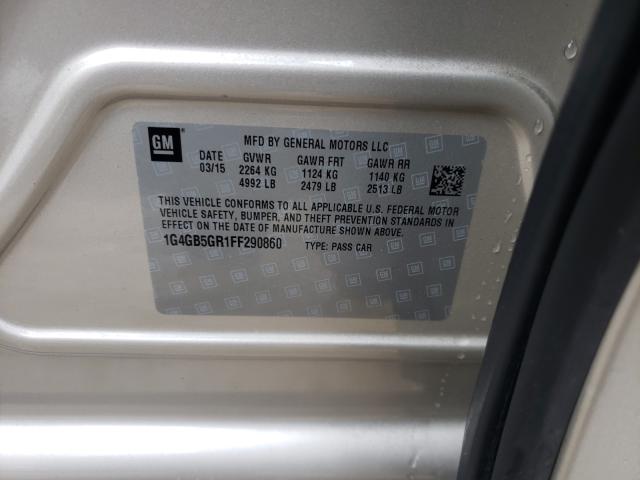 GM
MFD BY GENERAL MOTORS LLC
DATE GVWR GAWR FRT GAWR RR
03/15 2264 KG 1124 KG 1140 KG
4992 LB 2479 LB 2513 LB
THIS VEHICLE CONFORMS TO ALL APPLICABLE U.S. FEDERAL MOTOR
VEHICLE SAFETY, BUMPER, AND THEFT PREVENTION STANDARDS IN
EFFECT ON THE DATE OF MANUFACTURE SHOWN ABOVE.
1G4GB5GR1FF290860 TYPE: PASS CAR